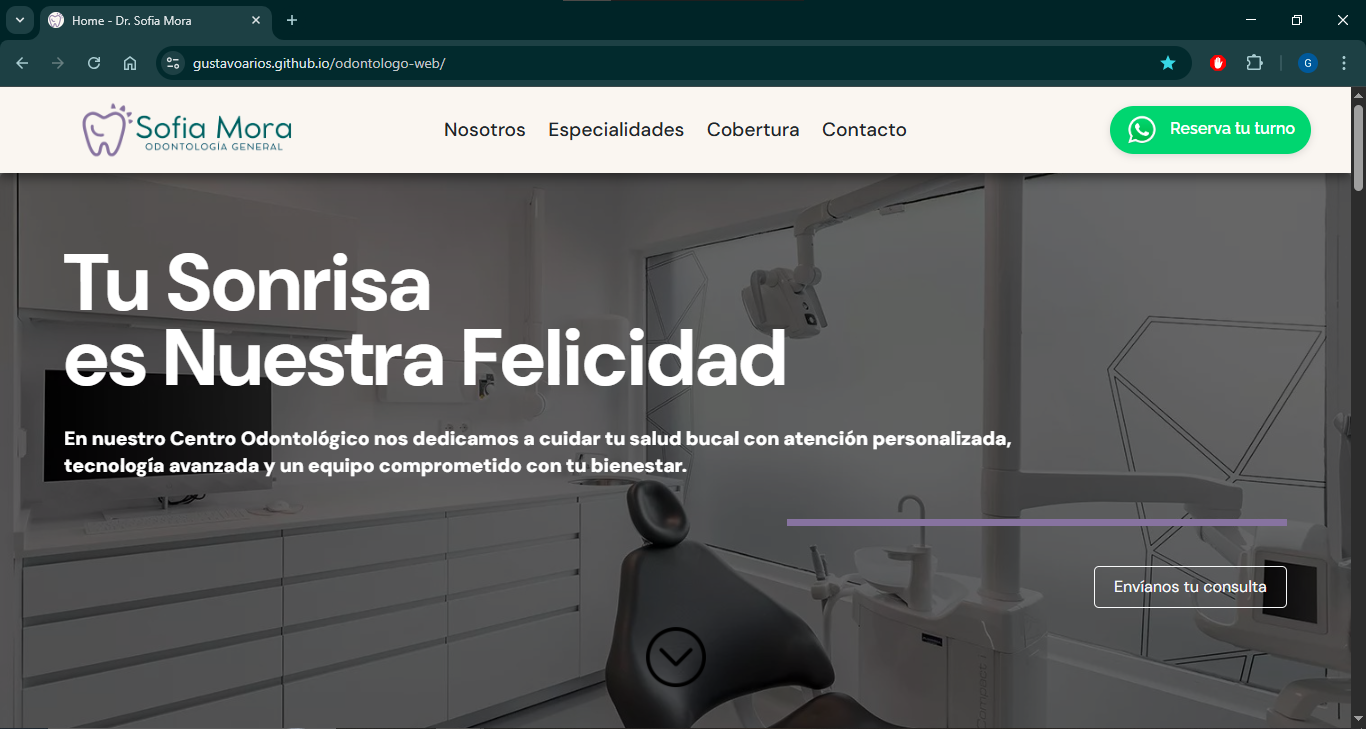 Home - Dr. Sofia Mora
gustavoarios.github.io/odontologo-web/
G
Sofia Mora
ODONTOLOGÍA GENERAL
Nosotros Especialidades Cobertura Contacto
Reserva tu turno
Tu Sonrisa
es Nuestra Felicidad
En nuestro Centro Odontológico nos dedicamos a cuidar tu salud bucal con atención personalizada,
tecnología avanzada y un equipo comprometido con tu bienestar.
Envíanos tu consulta
Compact